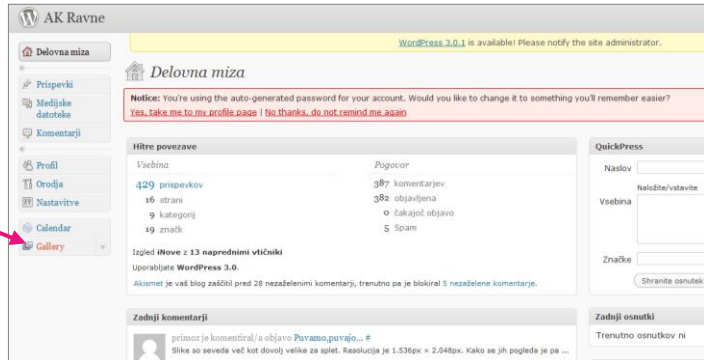 AK Ravne
WordPress 3.0.1 is available! Please notify the site administrator.
Delovna miza
Delovna miza
Prispevki
Medijske
datoteke
Komentarji
Profil
Orodja
Nastavitve
Calendar
Gallery
Notice: You're using the auto-generated password for your account. Would you like to change it to something you'll remember easier?
Yes, take me to my profile page | No thanks, do not remind me again
Hitre povezave
Vsebina
Pogovor
429 prispevkov
387 komentarjev
16 strani
382 objavljena
9 kategorij
0 čakajoč objavo
19 značk
5 Spam
Izgled iNove z 13 naprednimi vtičniki
Uporabljate WordPress 3.0.
Akismet je vaš blog zaščitil pred 28 nezaželenimi komentarji, trenutno pa je blokiral 5 nezaželene komentarje.
QuickPress
Naslov
Naložite/vstavite
Vsebina
Značke
Shranite osnutek
Zadnji komentarji
primoz je komentiral/a objavo Puvamo,puvajo... #
Slike so seveda več kot dovolj velike za splet. Resolucija je 1.536px × 2.048px. Kako se jih pogleda je pa ...
Zadnji osnutki
Trenutno osnutkov ni